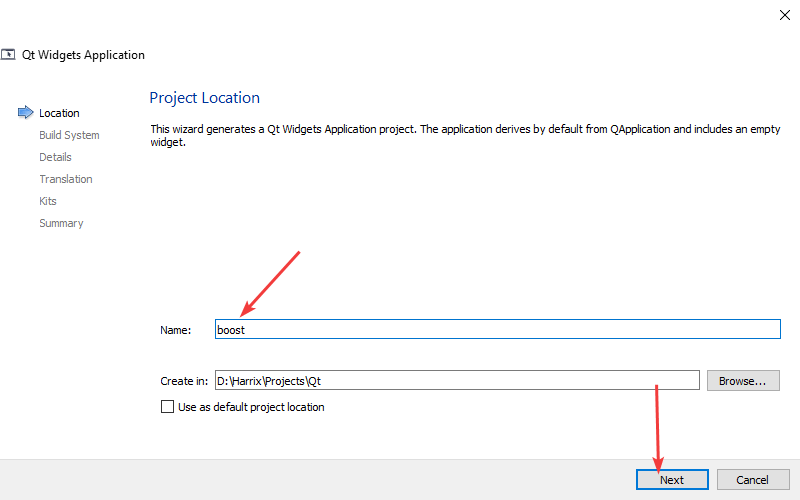 Qt Widgets Application
Location
Build System
Details
Translation
Kits
Summary
Project Location
This wizard generates a Qt Widgets Application project. The application derives by default from QApplication and includes an empty
widget.
Name: boost
Create in: D:\Harrix\Projects\Qt Browse...
Use as default project location
Next Cancel